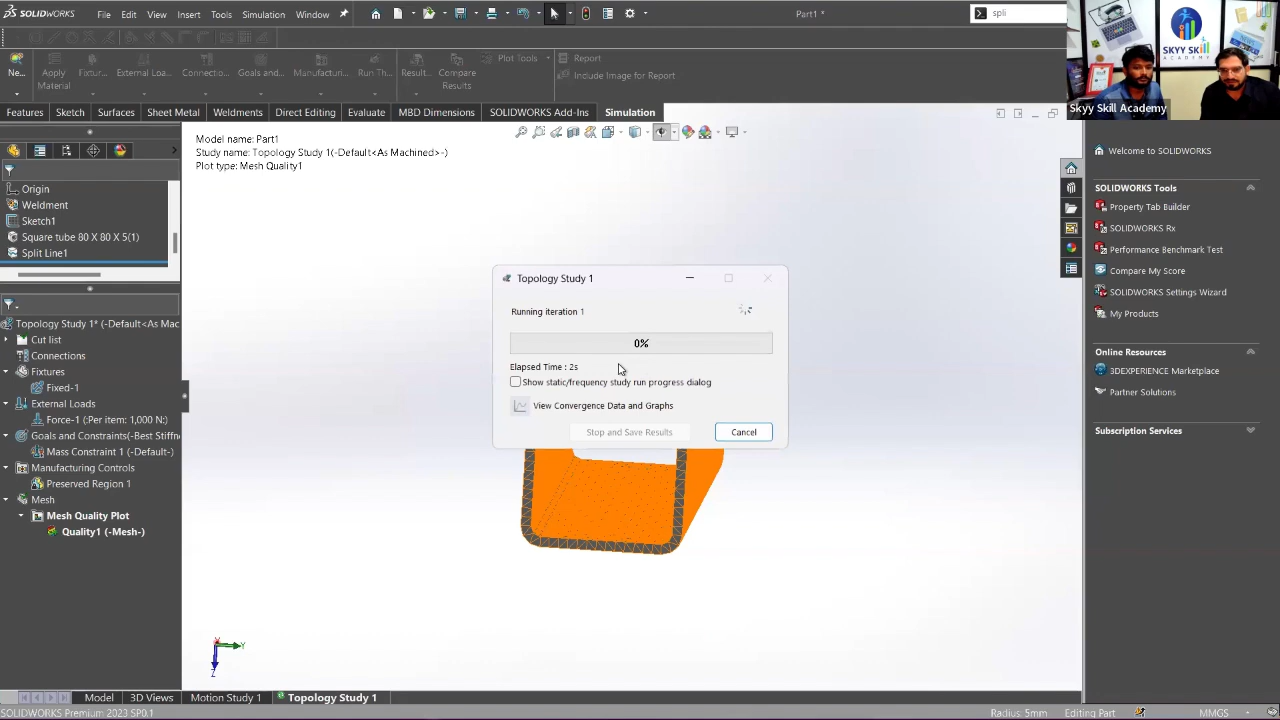 SOLIDWORKS
File
Edit
View
Insert
Tools
Simulation
Window
Part1 *
spli
SKYY SKILL
ACADEMY
Skyy Skill Academy
Ne...
Apply
Material
Fixtur...
External Loa...
Connectio...
Goals and...
Manufactur...
Run Th...
Result...
Compare
Results
Plot Tools
Report
Include Image for Report
Features
Sketch
Surfaces
Sheet Metal
Weldments
Direct Editing
Evaluate
MBD Dimensions
SOLIDWORKS Add-Ins
Simulation
Model name: Part1
Study name: Topology Study 1(-Default<As Machined>-)
Plot type: Mesh Quality1
Origin
Weldment
Sketch1
Square tube 80 X 80 X 5(1)
Split Line1
Topology Study 1* (-Default<As Mac
Cut list
Connections
Fixtures
Fixed-1
External Loads
Force-1 (Per item: 1,000 N:)
Goals and Constraints(-Best Stiffn
Mass Constraint 1 (-Default-)
Manufacturing Controls
Preserved Region 1
Mesh
Mesh Quality Plot
Quality1 (-Mesh-)
Topology Study 1
Running iteration 1
0%
Elapsed Time : 2s
Show static/frequency study run progress dialog
View Convergence Data and Graphs
Stop and Save Results
Cancel
X
Y
Z
Welcome to SOLIDWORKS
SOLIDWORKS Tools
Property Tab Builder
SOLIDWORKS Rx
Performance Benchmark Test
Compare My Score
SOLIDWORKS Settings Wizard
My Products
Online Resources
3DEXPERIENCE Marketplace
Partner Solutions
Subscription Services
Model
3D Views
Motion Study 1
Topology Study 1
SOLIDWORKS Premium 2023 SP0.1
Radius: 5mm
Editing Part
MMGS